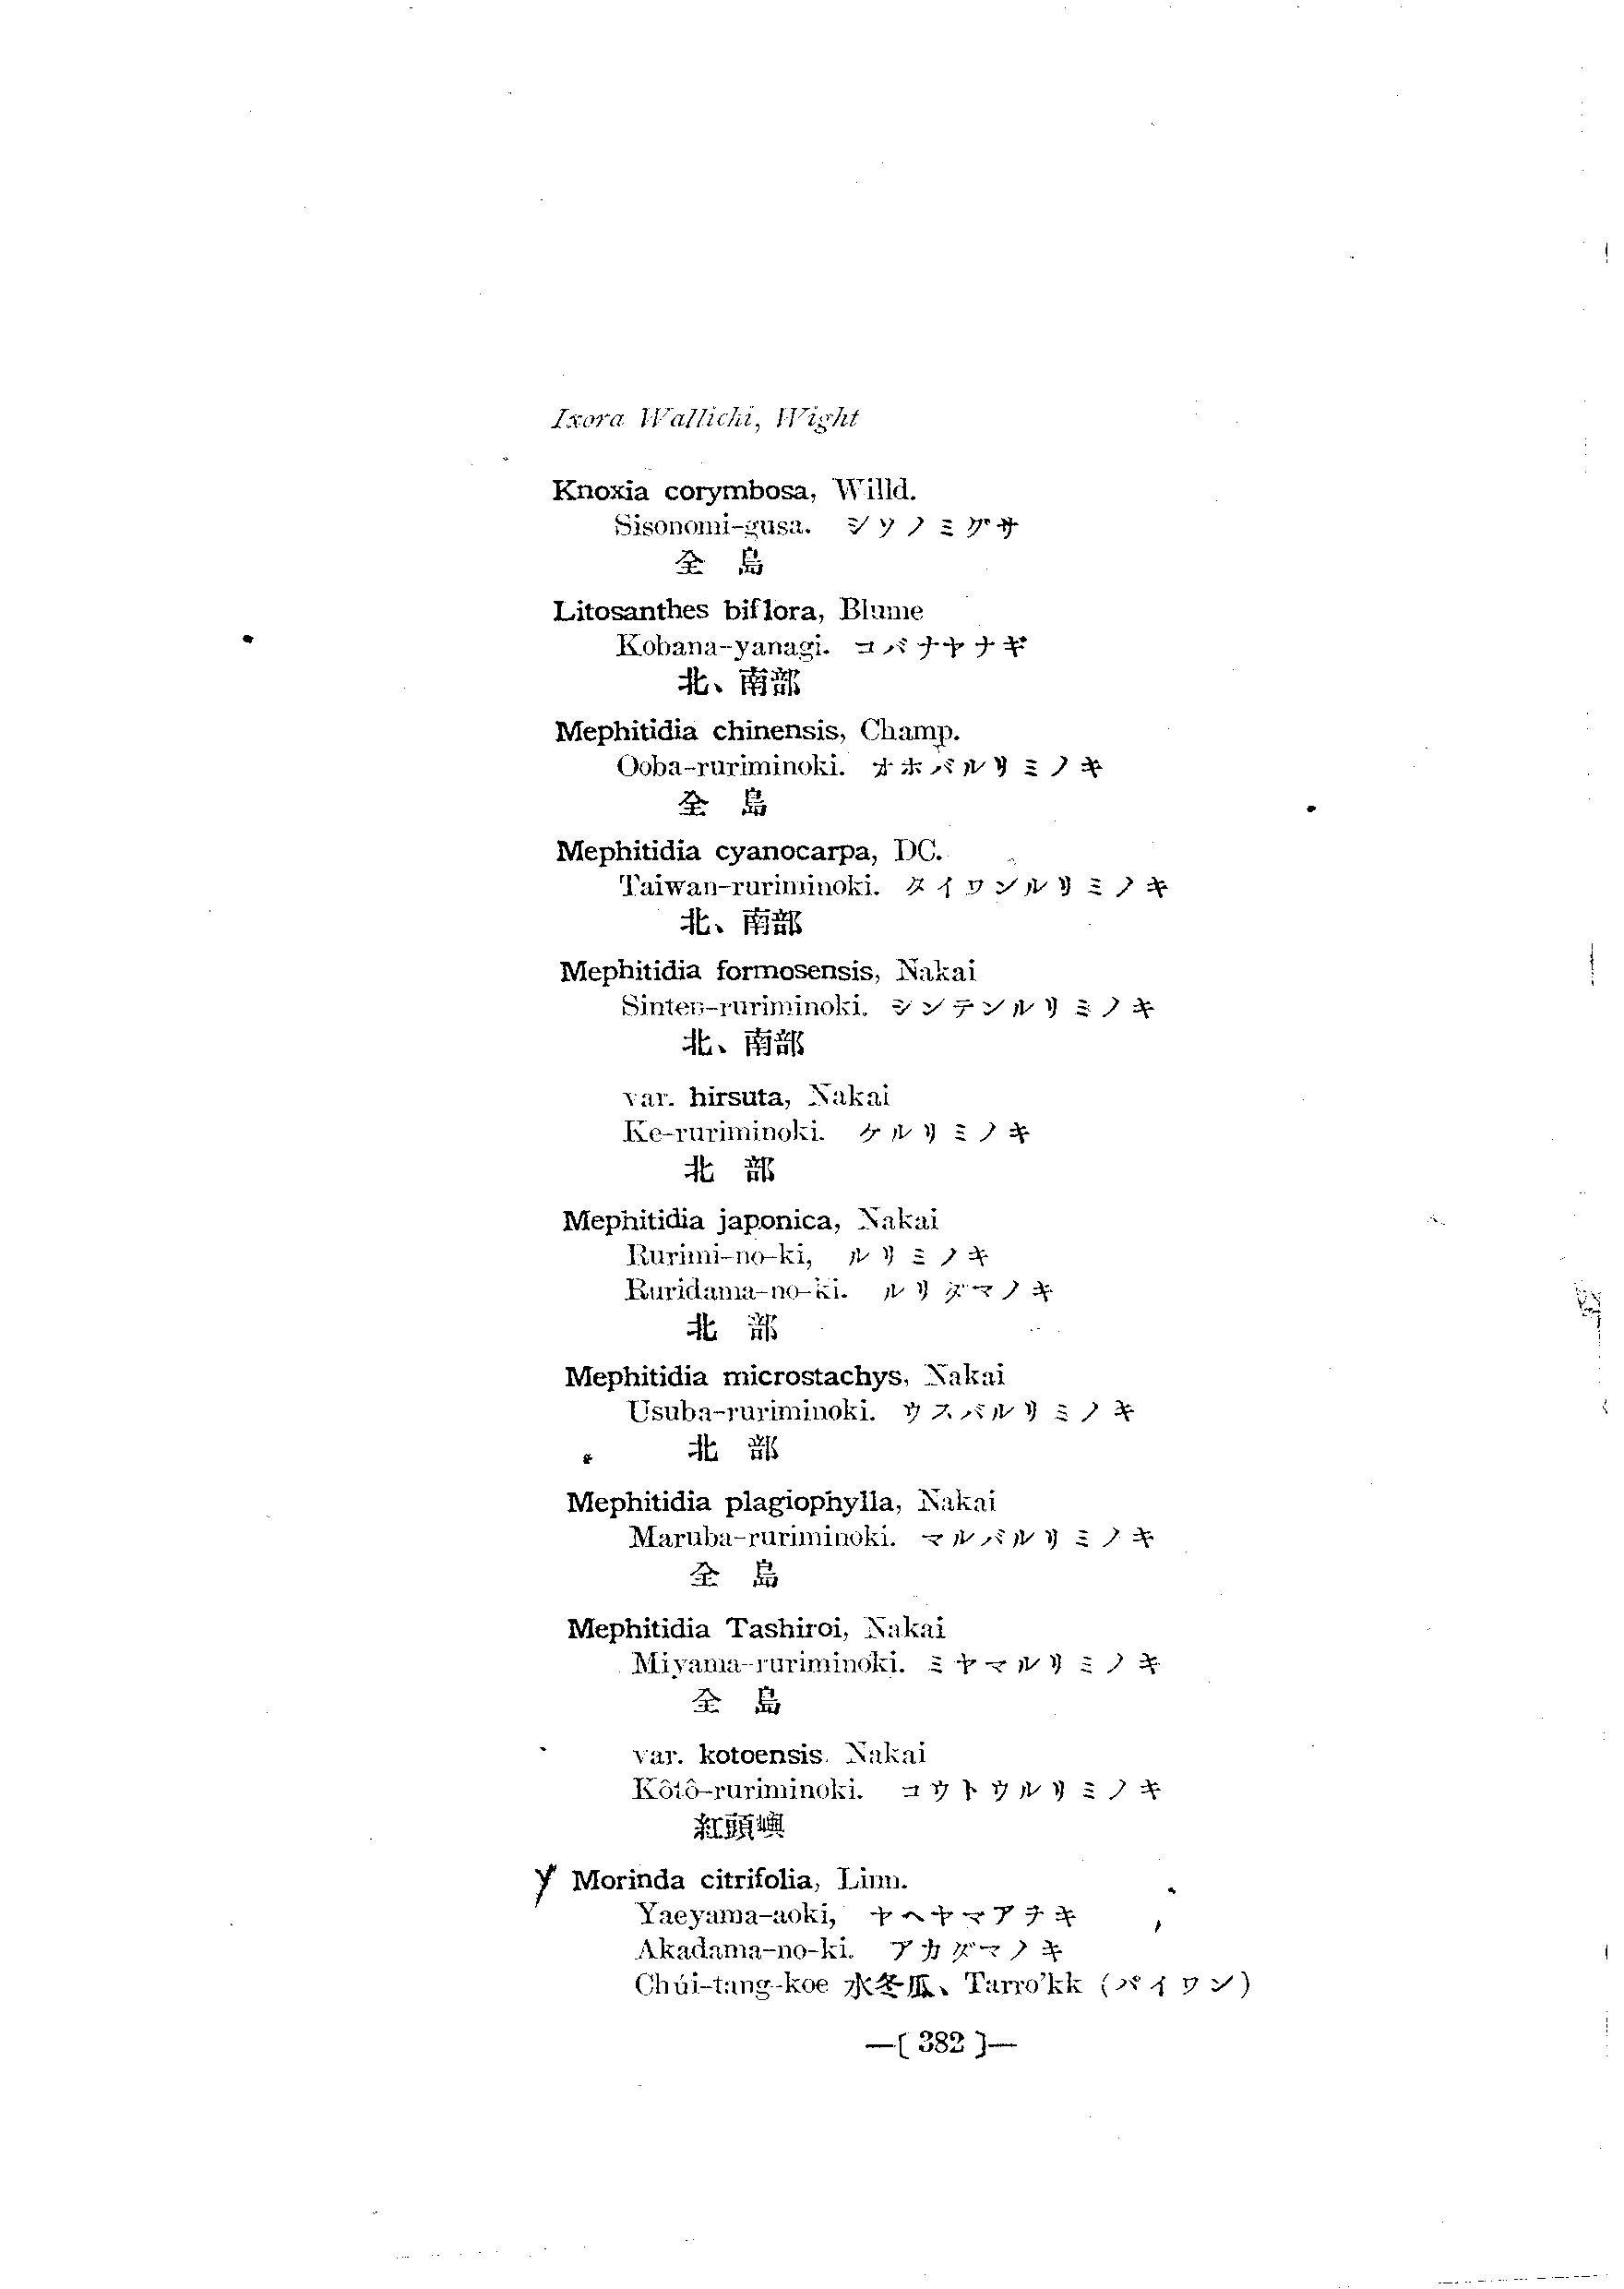 Ixora Wallichi, Wight
Knoxia corymbosa, Willd.
Sisonomi-gusa. シソノミグサ
全島
Litosanthes biflora, Blume
Kobana-yanagi. コバナヤナギ
北、南部
Mephitidia chinensis, Champ.
Ooba-ruriminoki. オホバルリミノキ
全島
Mephitidia cyanocarpa, DC.
Taiwan-ruriminoki. タイワンルリミノキ
北、南部
Mephitidia formosensis, Nakai
Sinten-ruriminoki. シンテンルリミノキ
北、南部
var. hirsuta, Nakai
Ke-ruriminoki. ケルリミノキ
北部
Mephitidia japonica, Nakai
Rurimi-no-ki, ルリミノキ
Ruridama-no-ki. ルリダマノキ
北部
Mephitidia microstachys, Nakai
Usuba-ruriminoki. ウスバルリミノキ
北部
Mephitidia plagiophylla, Nakai
Maruba-ruriminoki. マルバルリミノキ
全島
Mephitidia Tashiroi, Nakai
Miyama-ruriminoki. ミヤマルリミノキ
全島
var. kotoensis. Nakai
Kôtô-ruriminoki. コウトウルリミノキ
紅頭嶼
Morinda citrifolia, Linn.
Yaeyama-aoki, ヤヘヤマアヲキ
Akadama-no-ki. アカダマノキ
Chúi-tang-koe 水冬瓜、Tarro'kk (パイワン)
—[ 382 ]—